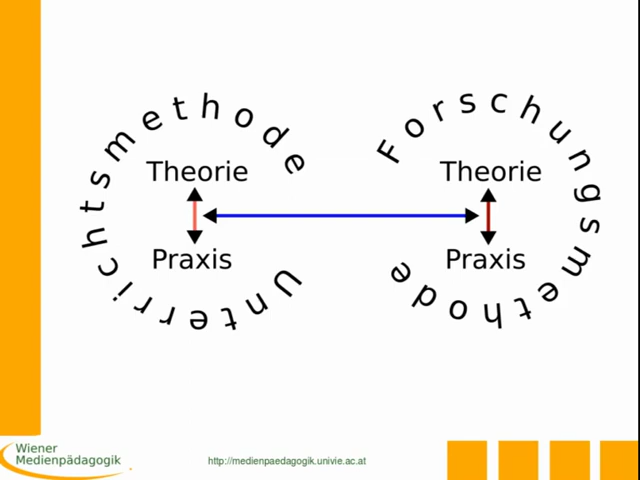 Unterrichtsmethode
Theorie
Praxis
Forschungsmethode
Theorie
Praxis
Wiener
Medienpädagogik
http://medienpaedagogik.univie.ac.at